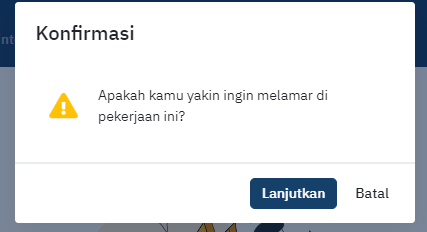 Konfirmasi
Apakah kamu yakin ingin melamar di
pekerjaan ini?
Lanjutkan Batal